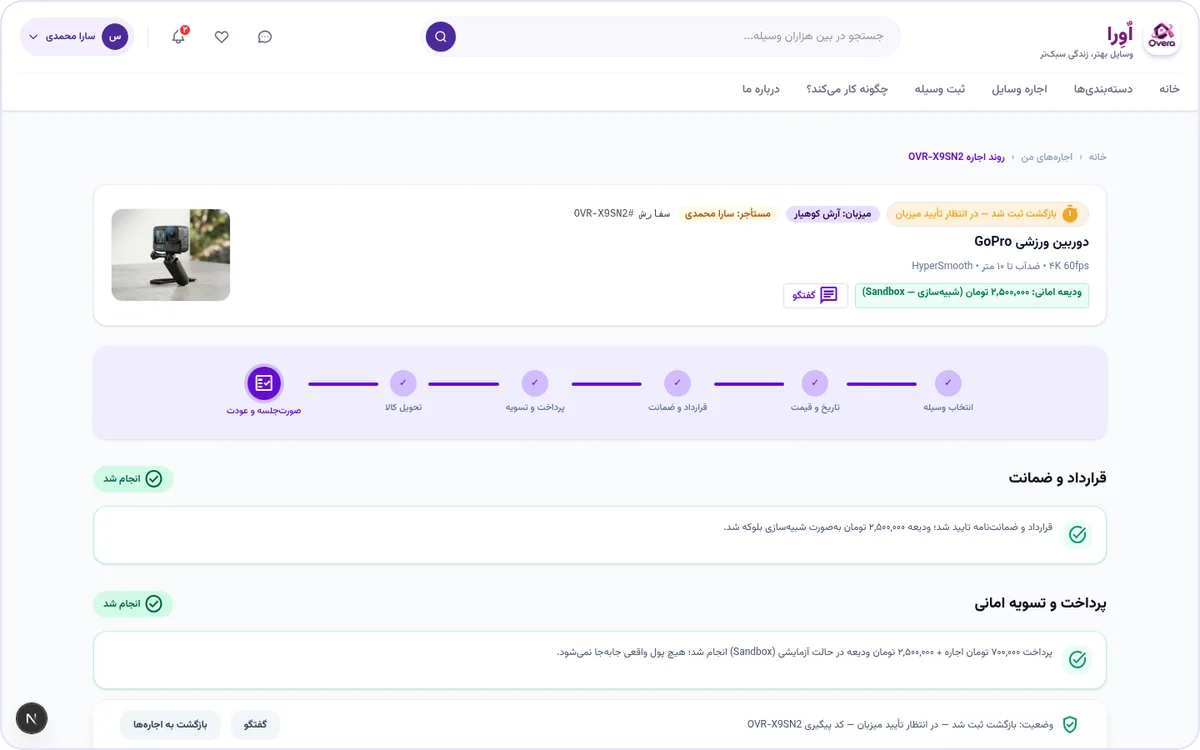 اُورا
Overa
وسایل بهتر، زندگی سبک‌تر
جستجو در بین هزاران وسیله...
۲
سارا محمدی
س
خانه
دسته‌بندی‌ها
اجاره وسایل
ثبت وسیله
چگونه کار می‌کند؟
درباره ما
خانه ‹ اجاره‌های من ‹ روند اجاره OVR-X9SN2
بازگشت ثبت شد — در انتظار تأیید میزبان
میزبان: آرش کوهیار
مستأجر: سارا محمدی
سفارش #OVR-X9SN2
دوربین ورزشی GoPro
۴K 60fps • ضدآب تا ۱۰ متر • HyperSmooth
ودیعه امانی: ۲,۵۰۰,۰۰۰ تومان (شبیه‌سازی — Sandbox)
گفتگو
✓ انتخاب وسیله
✓ تاریخ و قیمت
✓ قرارداد و ضمانت
✓ پرداخت و تسویه
✓ تحویل کالا
صورت‌جلسه و عودت
قرارداد و ضمانت
انجام شد
قرارداد و ضمانت‌نامه تایید شد؛ ودیعه ۲,۵۰۰,۰۰۰ تومان به‌صورت شبیه‌سازی بلوکه شد.
پرداخت و تسویه امانی
انجام شد
پرداخت ۷۰۰,۰۰۰ تومان اجاره + ۲,۵۰۰,۰۰۰ تومان ودیعه در حالت آزمایشی (Sandbox) انجام شد؛ هیچ پول واقعی جابه‌جا نمی‌شود.
وضعیت: بازگشت ثبت شد — در انتظار تأیید میزبان — کد پیگیری OVR-X9SN2
گفتگو
بازگشت به اجاره‌ها
N